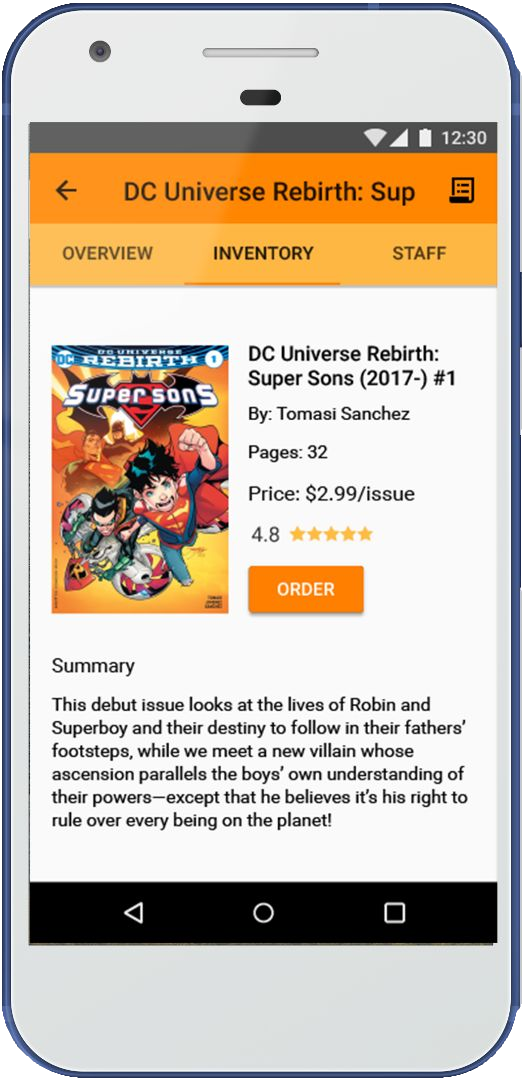 12:30
DC Universe Rebirth: Sup
OVERVIEW
INVENTORY
STAFF
DC UNIVERSE
DC REBIRTH 1
SUPER SONS
TOMASI
SANCHEZ
DC Universe Rebirth:
Super Sons (2017-) #1
By: Tomasi Sanchez
Pages: 32
Price: $2.99/issue
4.8
ORDER
Summary
This debut issue looks at the lives of Robin and
Superboy and their destiny to follow in their fathers’
footsteps, while we meet a new villain whose
ascension parallels the boys’ own understanding of
their powers—except that he believes it’s his right to
rule over every being on the planet!